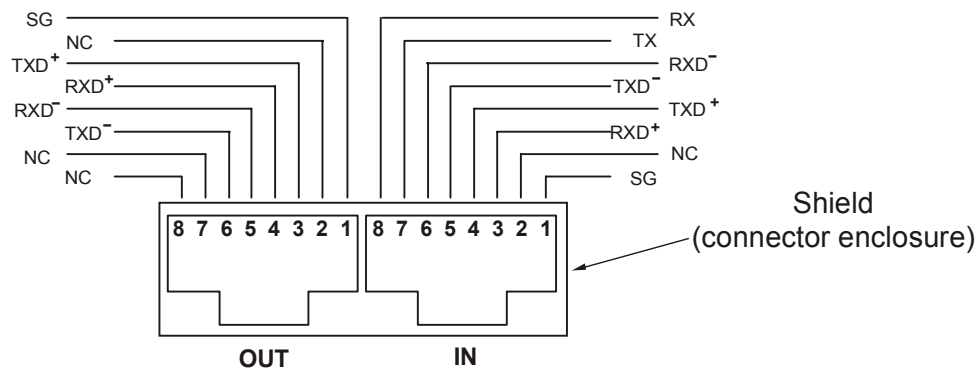 SG
NC
TXD+
RXD+
RXD-
TXD-
NC
NC
RX
TX
RXD-
TXD-
TXD+
RXD+
NC
SG
Shield
(connector enclosure)
8 7 6 5 4 3 2 1 8 7 6 5 4 3 2 1
OUT IN